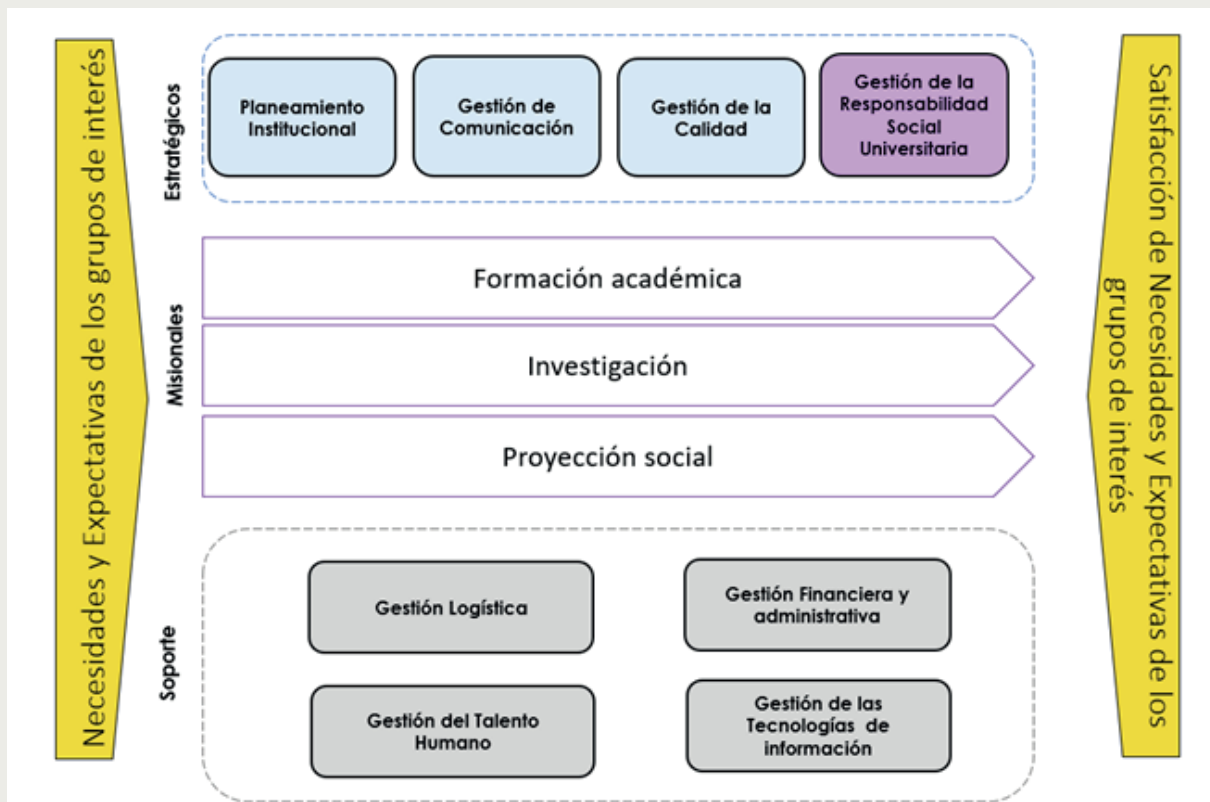 Necesidades y Expectativas de los grupos de interés
Estratégicos
Planeamiento
Institucional
Gestión de
Comunicación
Gestión de la
Calidad
Gestión de la
Responsabilidad
Social
Universitaria
Misionales
Formación académica
Investigación
Proyección social
Soporte
Gestión Logística
Gestión Financiera y
administrativa
Gestión del Talento
Humano
Gestión de las
Tecnologías de
información
Satisfacción de Necesidades y Expectativas de los
grupos de interés